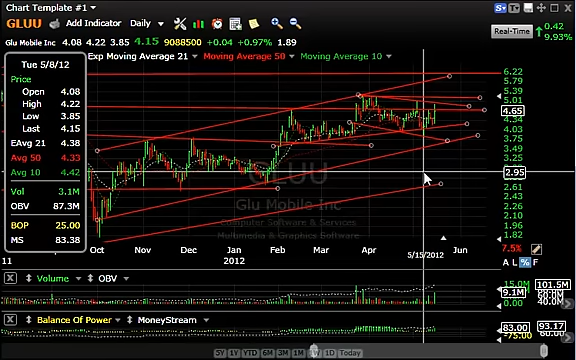 Chart Template #1
GLUU Add Indicator Daily
Real-Time 0.42 9.93%
Glu Mobile Inc 4.08 4.22 3.85 4.15 9088500 +0.04 +0.97% 1.89
Exp Moving Average 21 Moving Average 50 Moving Average 10
Tue 5/8/12
Price
Open 4.08
High 4.22
Low 3.85
Last 4.15
EAvg 21 4.38
Avg 50 4.33
Avg 10 4.42
Vol 3.1M
OBV 87.3M
BOP 25.00
MS 83.38
6.22
5.79
5.39
5.01
4.65
4.34
4.03
3.75
3.49
3.25
2.95
2.61
2.43
2.26
2.10
1.96
1.82
GLUU
Glu Mobile Inc
Computer Software & Services
Multimedia & Graphics Software
7.5%
A L % F
11 Oct Nov Dec 2012 Feb Mar Apr 5/15/2012 Jun
Volume OBV
15.0M 101.5M
9.1M
0.00
Balance Of Power MoneyStream
83.00 93.17
-75.00 60.00
5Y 1Y YTD 6M 3M 1M 1W 1D Today